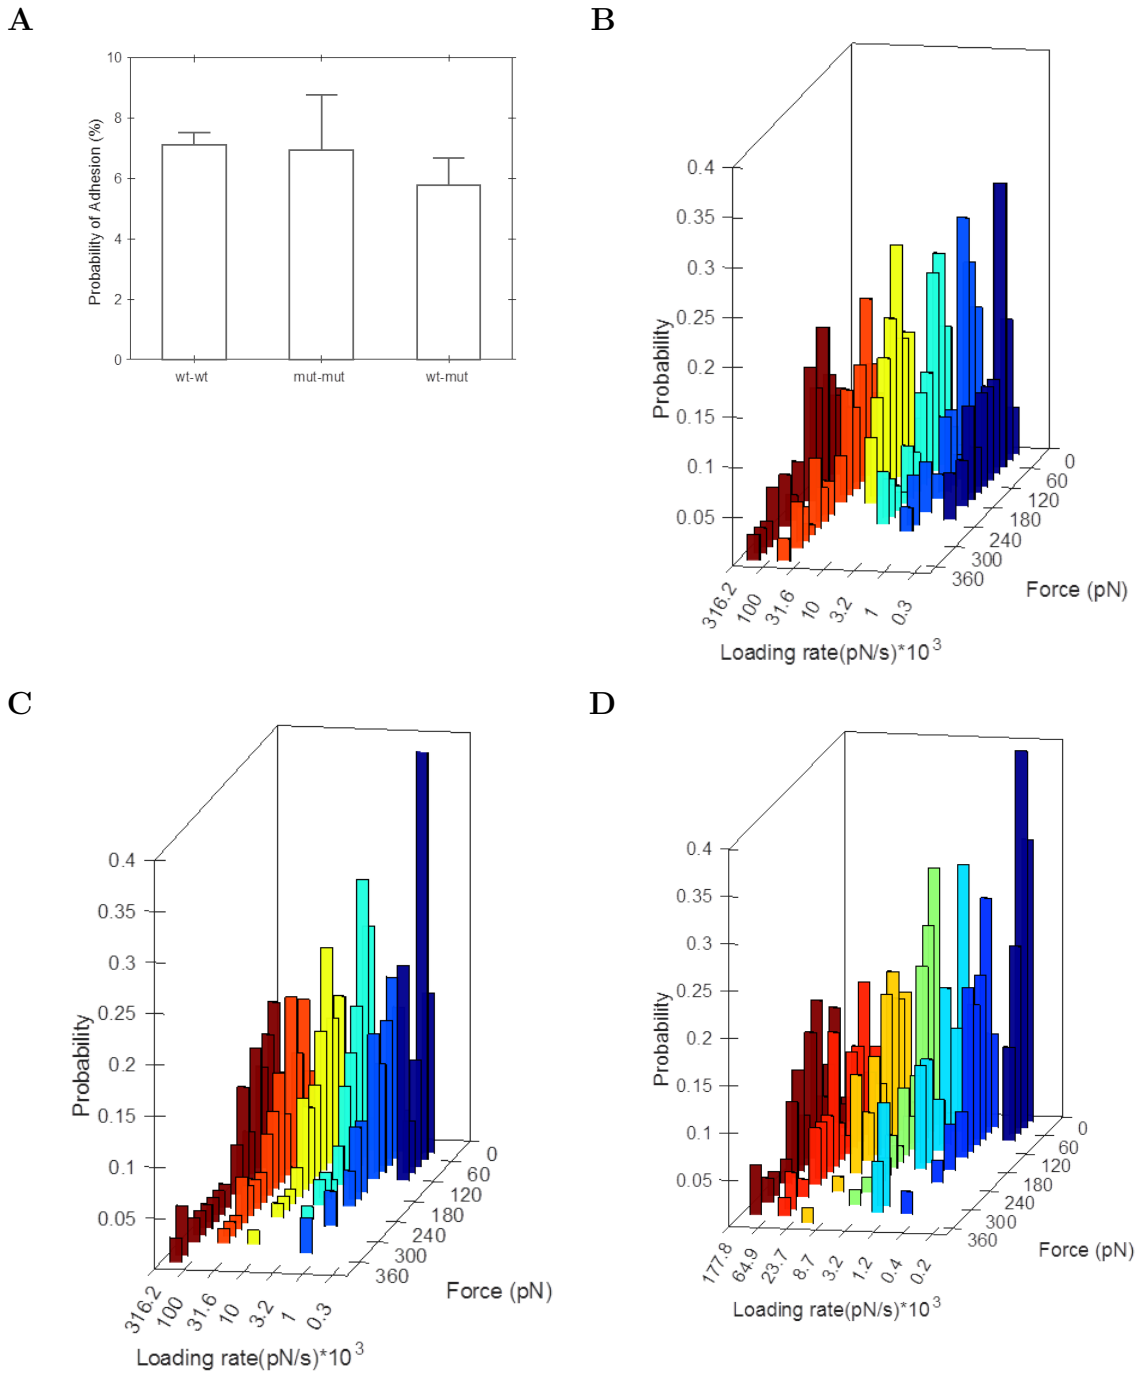 A
Probability of Adhesion (%)
10
8
6
4
2
0
wt-wt mut-mut wt-mut
B
Probability
0.4
0.35
0.3
0.25
0.2
0.15
0.1
0.05
316.2 100 31.6 10 3.2 1 0.3
Loading rate(pN/s)*10³
0
60
120
180
240
300
360
Force (pN)
C
Probability
0.4
0.35
0.3
0.25
0.2
0.15
0.1
0.05
316.2 100 31.6 10 3.2 1 0.3
Loading rate(pN/s)*10³
0
60
120
180
240
300
360
Force (pN)
D
Probability
0.4
0.35
0.3
0.25
0.2
0.15
0.1
0.05
177.8 64.9 23.7 8.7 3.2 1.2 0.4 0.2
Loading rate(pN/s)*10³
0
60
120
180
240
300
360
Force (pN)